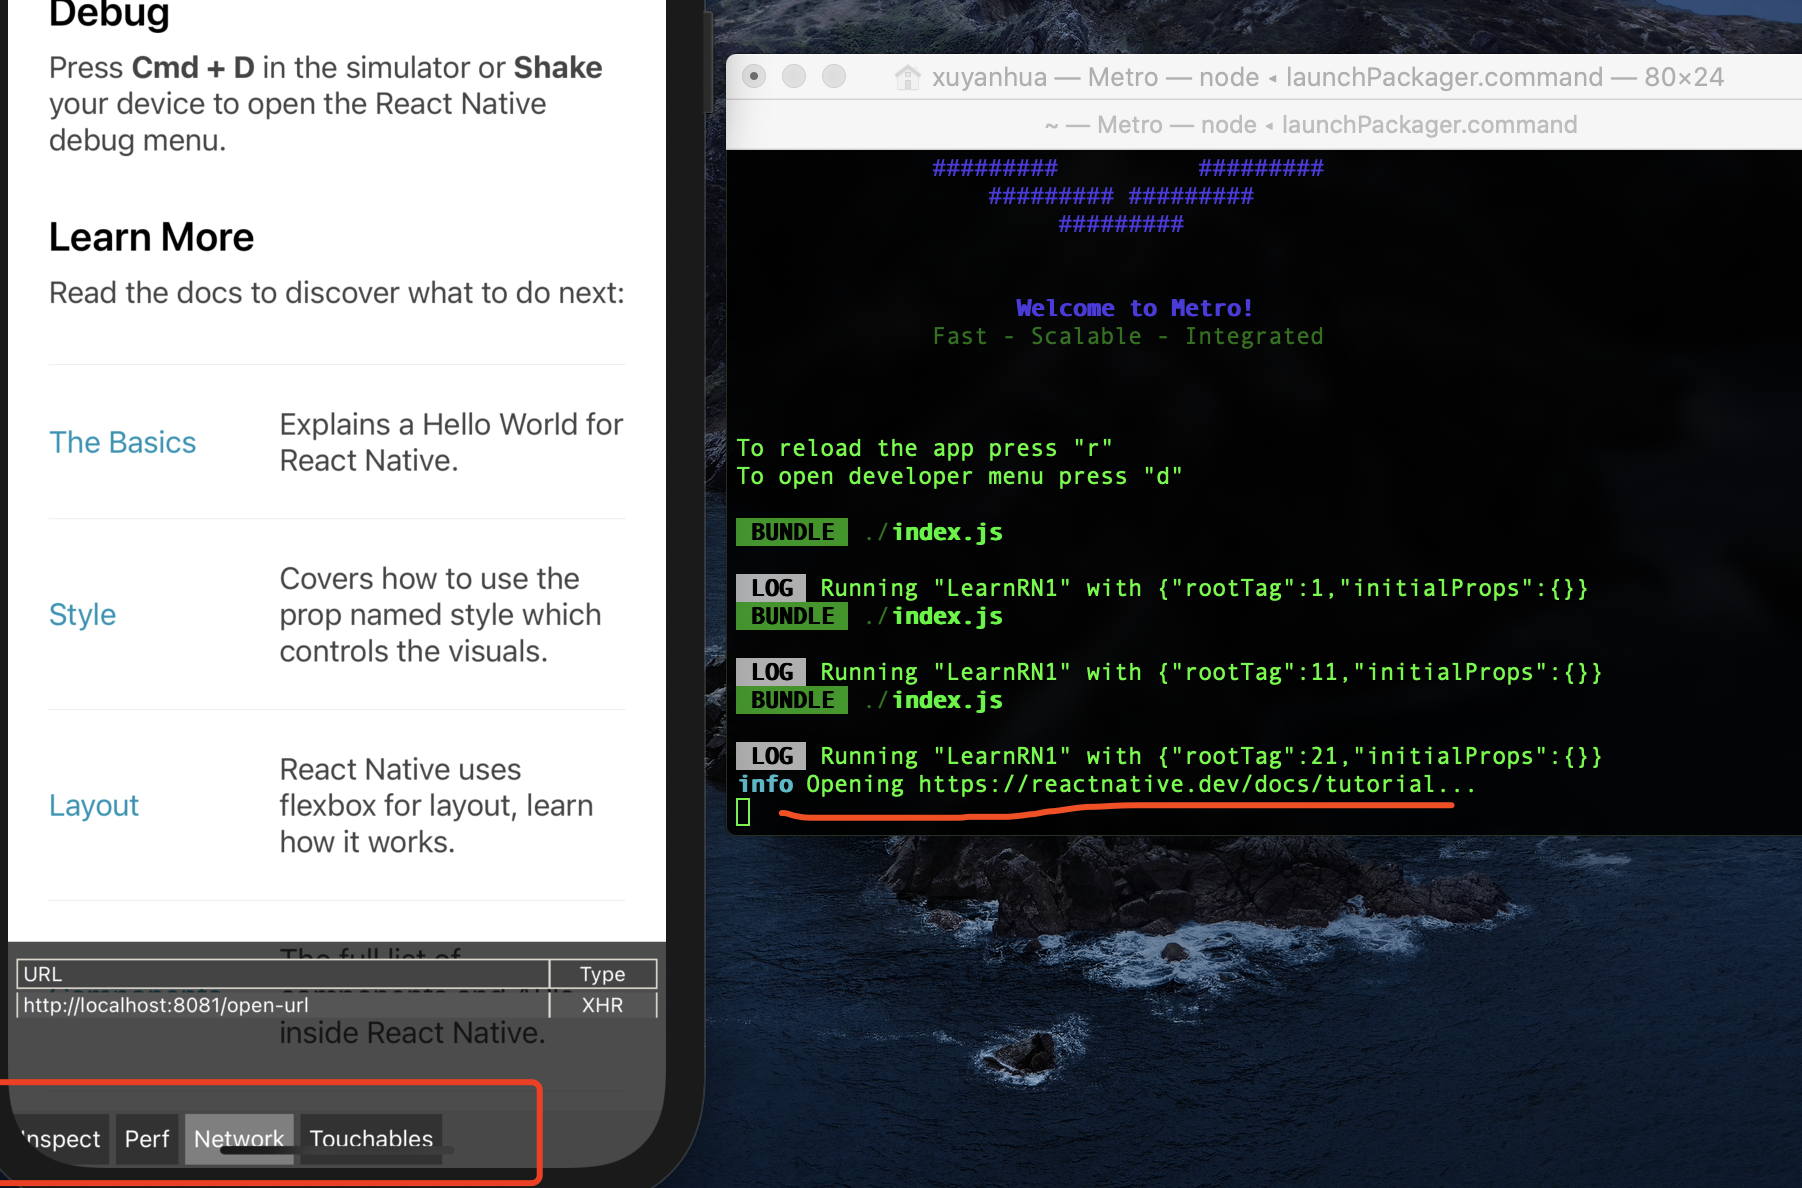 Debug
Press Cmd + D in the simulator or Shake
your device to open the React Native
debug menu.
Learn More
Read the docs to discover what to do next:
The Basics
Explains a Hello World for
React Native.
Style
Covers how to use the
prop named style which
controls the visuals.
Layout
React Native uses
flexbox for layout, learn
how it works.
The full list of
Components
components and APIs
inside React Native.
URL Type
http://localhost:8081/open-url XHR
Inspect Perf Network Touchables
xuyanhua — Metro — node ◂ launchPackager.command — 80×24
~ — Metro — node ◂ launchPackager.command
######### #########
######### #########
#########
Welcome to Metro!
Fast - Scalable - Integrated
To reload the app press "r"
To open developer menu press "d"
BUNDLE ./index.js
LOG Running "LearnRN1" with {"rootTag":1,"initialProps":{}}
BUNDLE ./index.js
LOG Running "LearnRN1" with {"rootTag":11,"initialProps":{}}
BUNDLE ./index.js
LOG Running "LearnRN1" with {"rootTag":21,"initialProps":{}}
info Opening https://reactnative.dev/docs/tutorial...